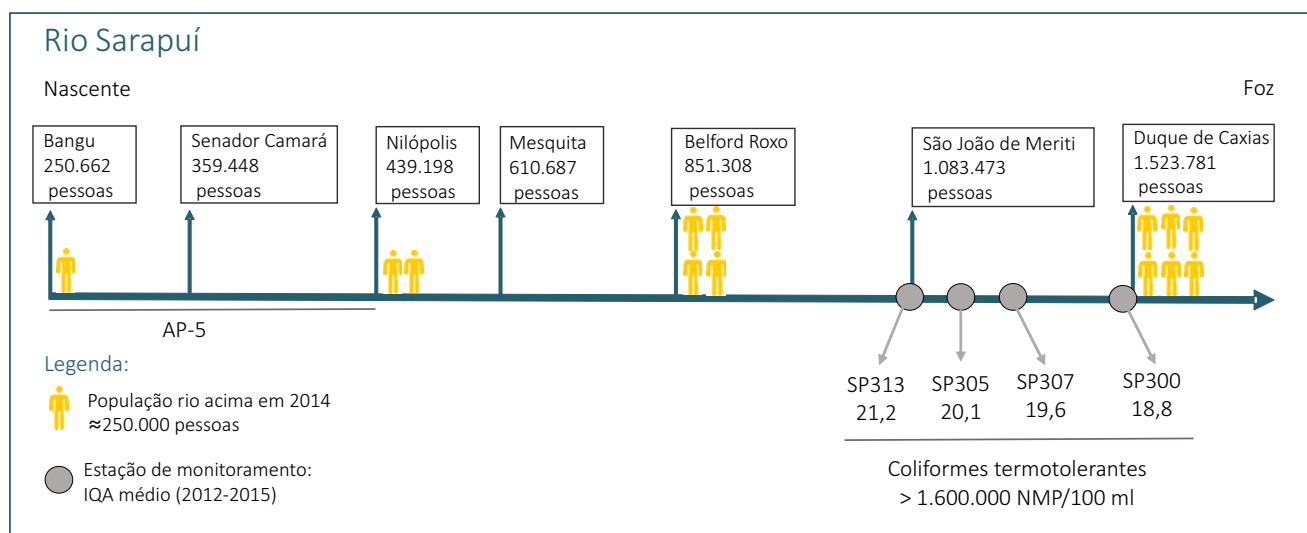 Rio Sarapuí
Nascente
Foz
Bangu
250.662
pessoas
Senador Camará
359.448
pessoas
Nilópolis
439.198
pessoas
Mesquita
610.687
pessoas
Belford Roxo
851.308
pessoas
São João de Meriti
1.083.473
pessoas
Duque de Caxias
1.523.781
pessoas
AP-5
Legenda:
População rio acima em 2014
≈250.000 pessoas
Estação de monitoramento:
IQA médio (2012-2015)
SP313
21,2
SP305
20,1
SP307
19,6
SP300
18,8
Coliformes termotolerantes
> 1.600.000 NMP/100 ml